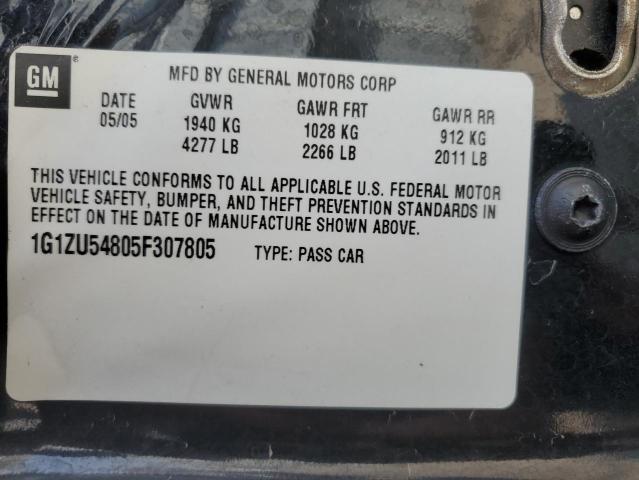 GM
®
MFD BY GENERAL MOTORS CORP
DATE GVWR GAWR FRT GAWR RR
05/05 1940 KG 1028 KG 912 KG
4277 LB 2266 LB 2011 LB
THIS VEHICLE CONFORMS TO ALL APPLICABLE U.S. FEDERAL MOTOR
VEHICLE SAFETY, BUMPER, AND THEFT PREVENTION STANDARDS IN
EFFECT ON THE DATE OF MANUFACTURE SHOWN ABOVE.
1G1ZU54805F307805 TYPE: PASS CAR